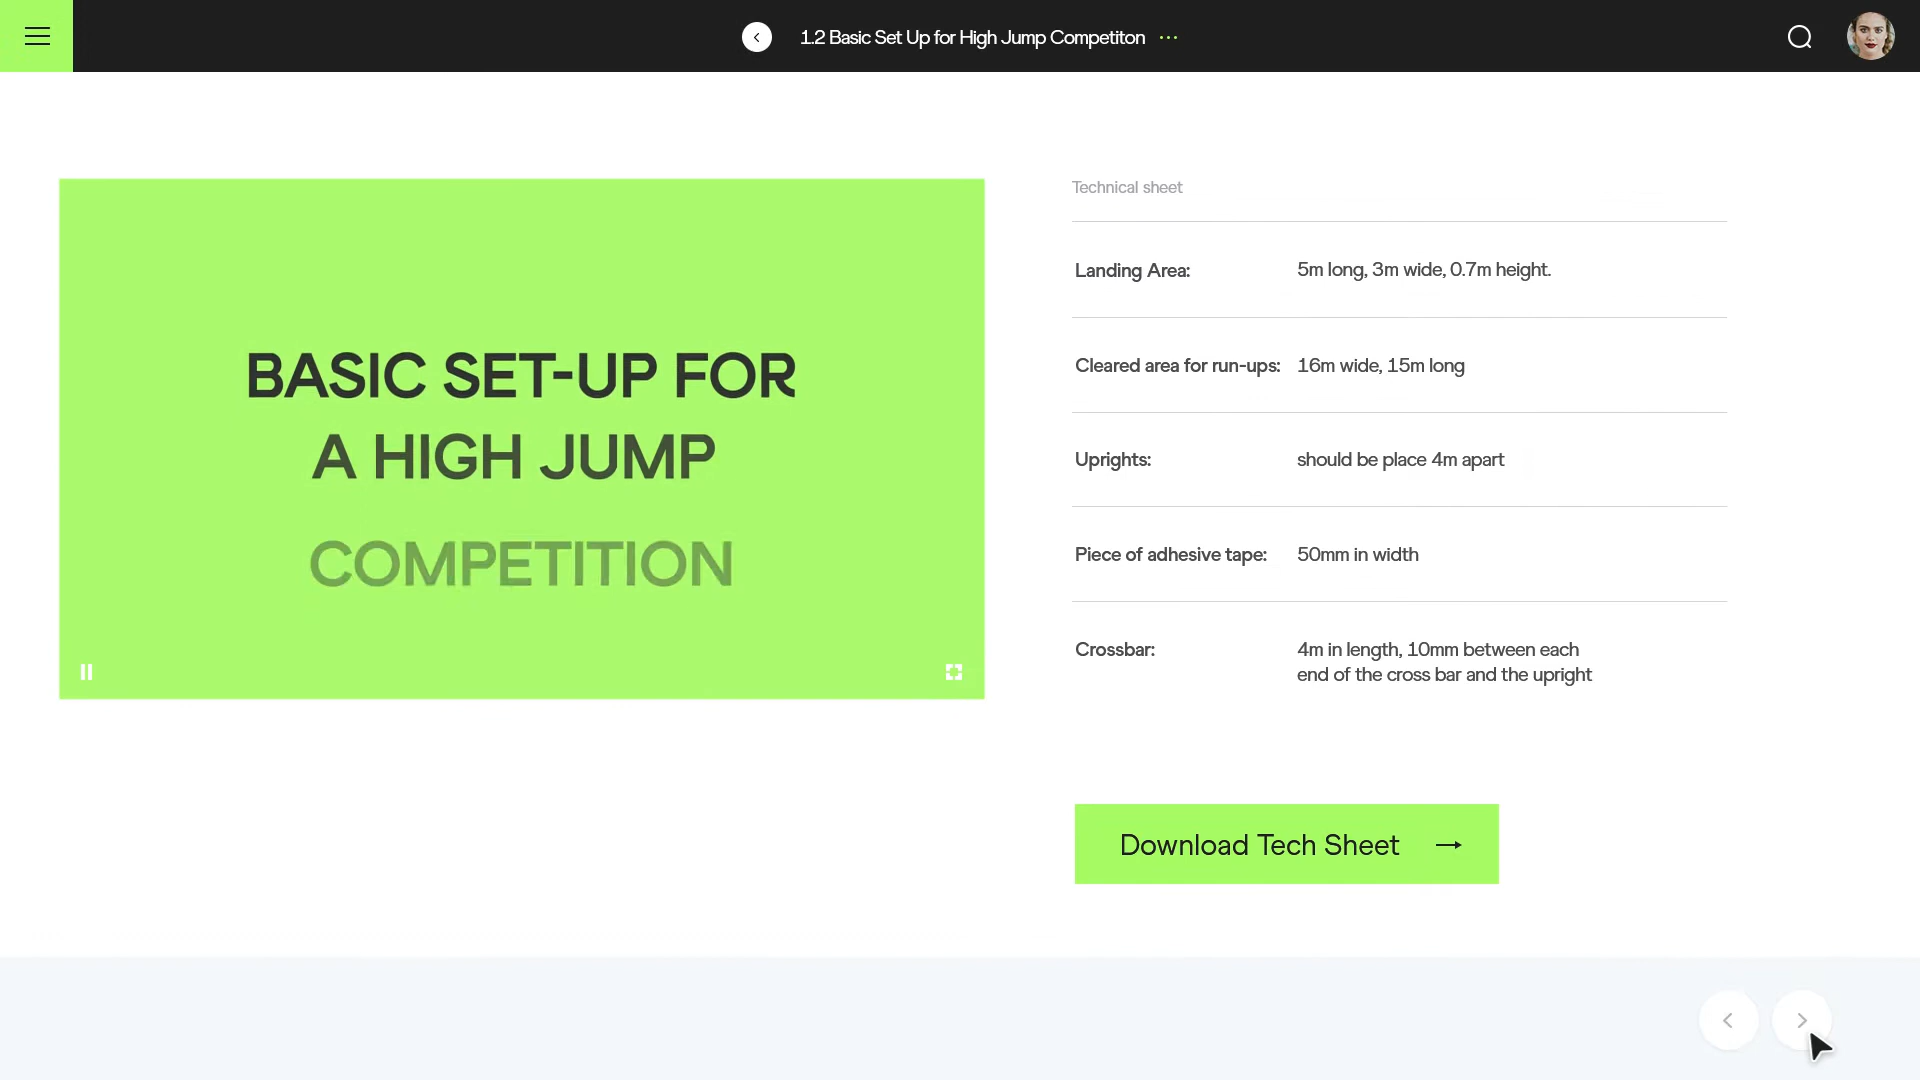 1.2 Basic Set Up for High Jump Competiton
BASIC SET-UP FOR
A HIGH JUMP
COMPETITION
Technical sheet
Landing Area: 5m long, 3m wide, 0.7m height.
Cleared area for run-ups: 16m wide, 15m long
Uprights: should be place 4m apart
Piece of adhesive tape: 50mm in width
Crossbar: 4m in length, 10mm between each
end of the cross bar and the upright
Download Tech Sheet